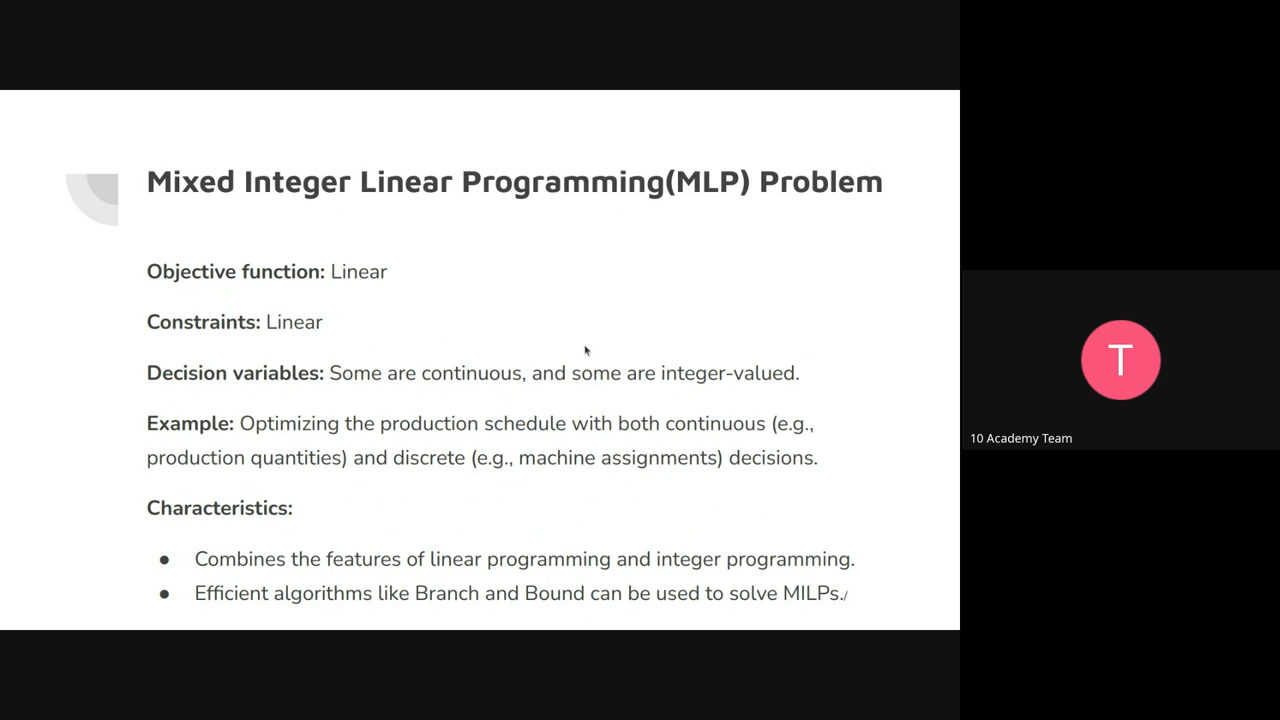 Mixed Integer Linear Programming(MLP) Problem
Objective function: Linear
Constraints: Linear
Decision variables: Some are continuous, and some are integer-valued.
Example: Optimizing the production schedule with both continuous (e.g.,
production quantities) and discrete (e.g., machine assignments) decisions.
Characteristics:
● Combines the features of linear programming and integer programming.
● Efficient algorithms like Branch and Bound can be used to solve MILPs./
T
10 Academy Team